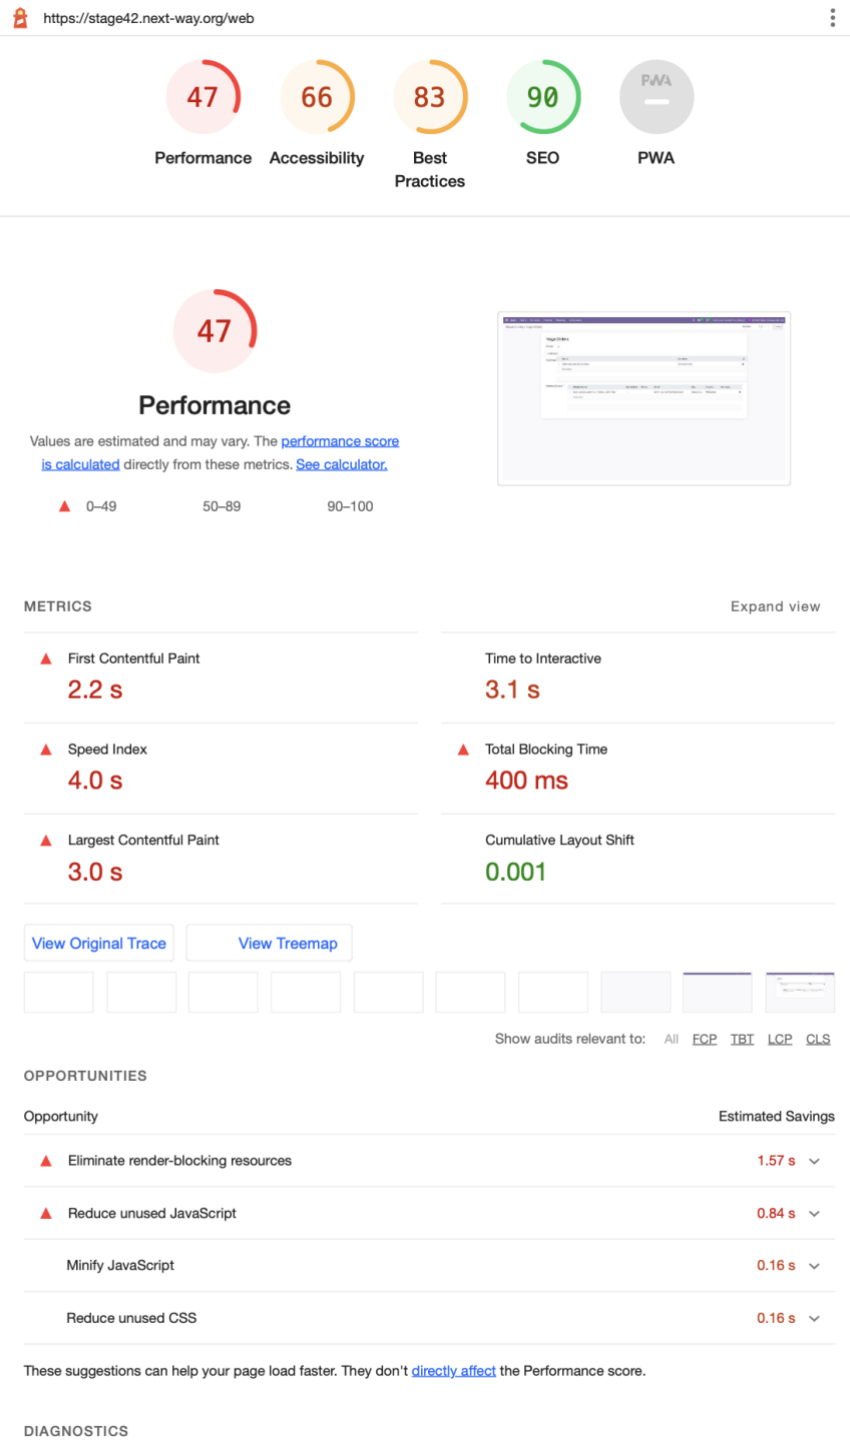 https://stage42.next-way.org/web
47
66
83
90
PWA
Performance
Accessibility
Best
Practices
SEO
PWA
47
Performance
Values are estimated and may vary. The performance score
is calculated directly from these metrics. See calculator.
0–49
50–89
90–100
METRICS
Expand view
First Contentful Paint
2.2 s
Time to Interactive
3.1 s
Speed Index
4.0 s
Total Blocking Time
400 ms
Largest Contentful Paint
3.0 s
Cumulative Layout Shift
0.001
View Original Trace
View Treemap
Show audits relevant to: All FCP TBT LCP CLS
OPPORTUNITIES
Opportunity
Estimated Savings
Eliminate render-blocking resources
1.57 s
Reduce unused JavaScript
0.84 s
Minify JavaScript
0.16 s
Reduce unused CSS
0.16 s
These suggestions can help your page load faster. They don't directly affect the Performance score.
DIAGNOSTICS